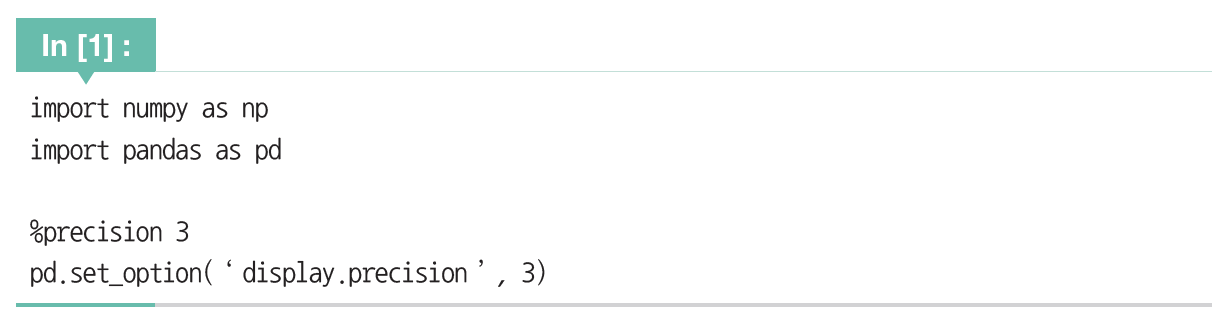 In [1] :
import numpy as np
import pandas as pd
%precision 3
pd.set_option( ‘ display.precision ’ , 3)